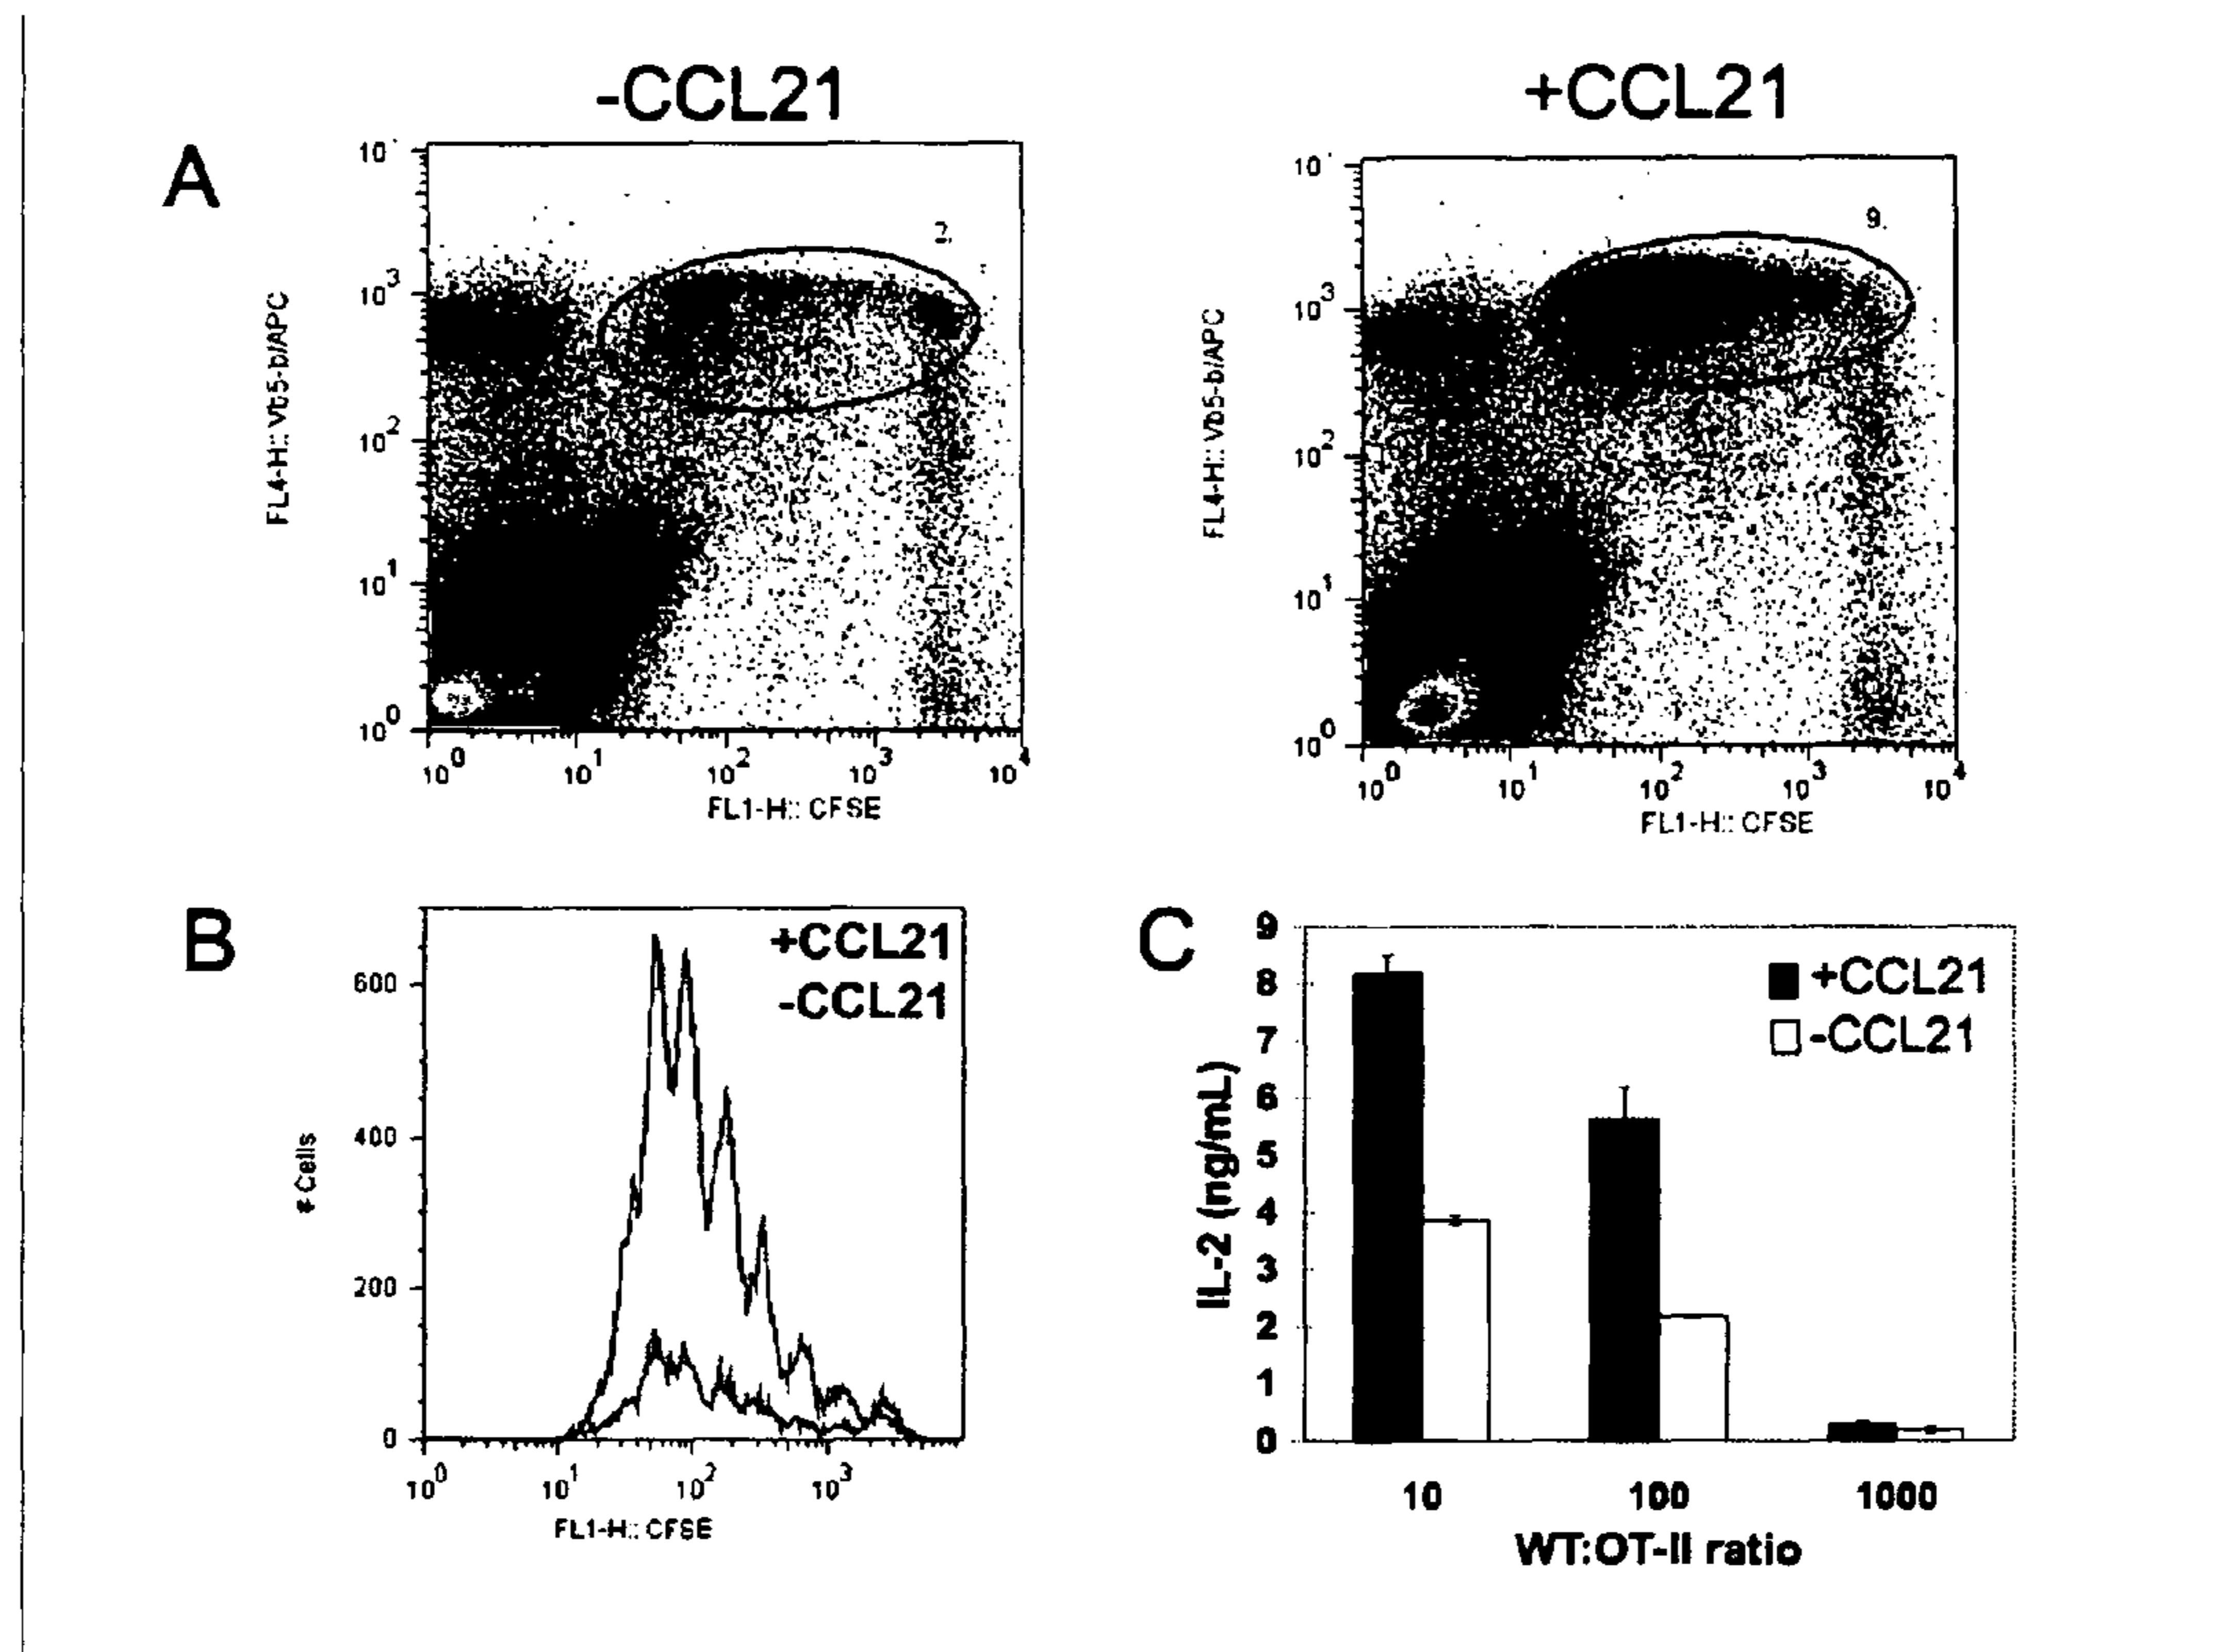 -CCL21
+CCL21
A
10
10³
10²
10¹
10⁰
FL4-H:: Vb5-b/APC
2.
10⁰ 10¹ 10² 10³ 10⁴
FL1-H:: CFSE
10
10³
10²
10¹
10⁰
FL4-H:: Vb5-b/APC
9.
10⁰ 10¹ 10² 10³ 10⁴
FL1-H:: CFSE
B
+CCL21
-CCL21
600
400
200
0
# Cells
10⁰ 10¹ 10² 10³
FL1-H:: CFSE
C
9
8
7
6
5
4
3
2
1
0
IL-2 (ng/mL)
+CCL21
-CCL21
10 100 1000
WT:OT-II ratio